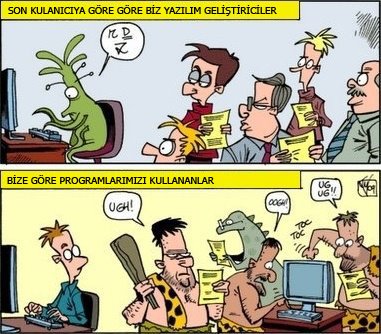 SON KULANICIYA GÖRE GÖRE BİZ YAZILIM GELİŞTİRİCİLER
BİZE GÖRE PROGRAMLARIMIZI KULLANANLAR
UGH!
OOGH!
TOC
TOC
UG
UG!!